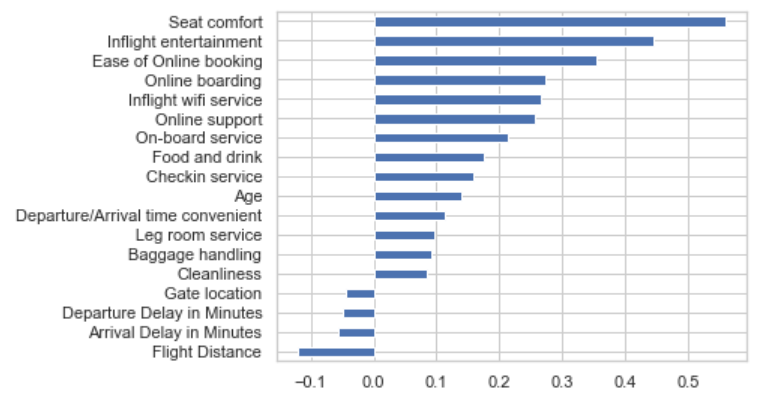 Seat comfort
Inflight entertainment
Ease of Online booking
Online boarding
Inflight wifi service
Online support
On-board service
Food and drink
Checkin service
Age
Departure/Arrival time convenient
Leg room service
Baggage handling
Cleanliness
Gate location
Departure Delay in Minutes
Arrival Delay in Minutes
Flight Distance
−0.1 0.0 0.1 0.2 0.3 0.4 0.5